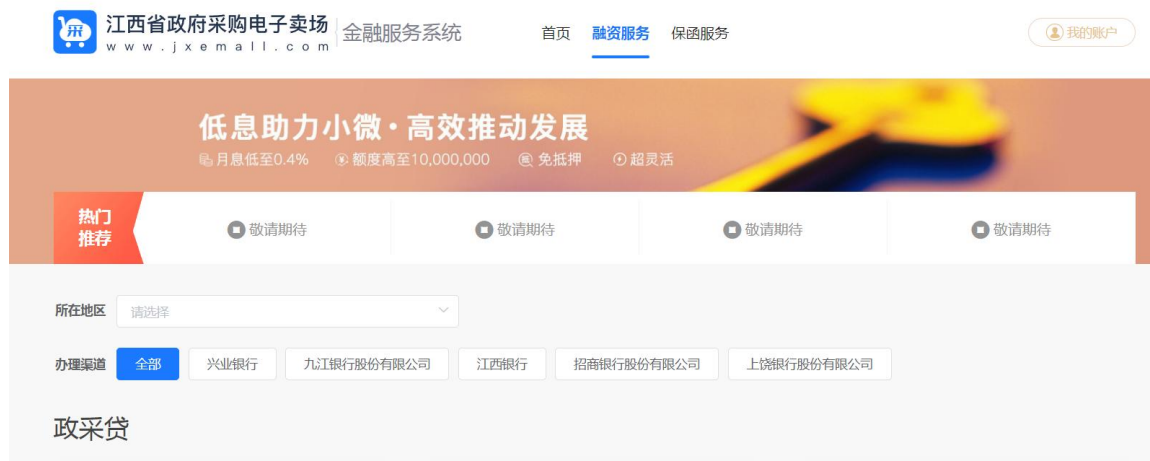 江西省政府采购电子卖场 金融服务系统 首页 融资服务 保函服务 我的账户
www.jxemall.com
低息助力小微·高效推动发展
月息低至0.4% 额度高至10,000,000 免抵押 超灵活
热门
推荐
敬请期待 敬请期待 敬请期待 敬请期待
所在地区 请选择
办理渠道 全部 兴业银行 九江银行股份有限公司 江西银行 招商银行股份有限公司 上饶银行股份有限公司
政采贷